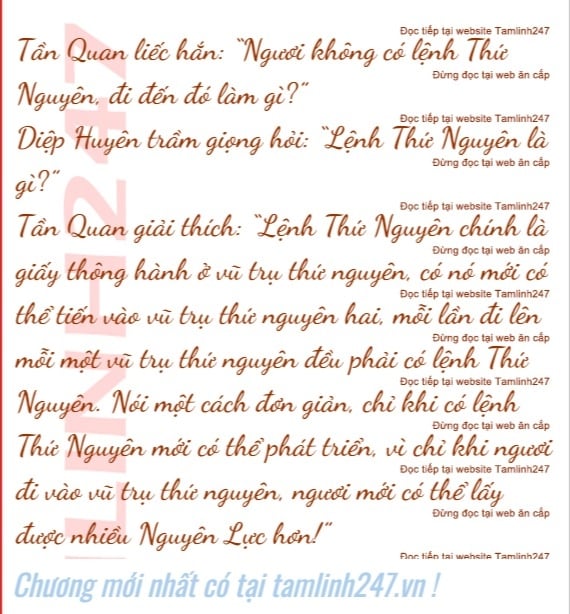 Đọc tiếp tại website Tamlinh247
Tần Quan liếc hắn: “Ngươi không có lệnh Thứ
Đừng đọc tại web ăn cắp
Nguyên, đi đến đó làm gì?”
Đọc tiếp tại website Tamlinh247
Diệp Huyên trầm giọng hỏi: “Lệnh Thứ Nguyên là
Đừng đọc tại web ăn cắp
gì?”
Đọc tiếp tại website Tamlinh247
Tần Quan giải thích: “Lệnh Thứ Nguyên chính là
Đừng đọc tại web ăn cắp
giấy thông hành ở vũ trụ thứ nguyên, có nó mới có
Đọc tiếp tại website Tamlinh247
thể tiến vào vũ trụ thứ nguyên hai, mỗi lần đi lên
Đừng đọc tại web ăn cắp
mỗi một vũ trụ thứ nguyên đều phải có lệnh Thứ
Đọc tiếp tại website Tamlinh247
Nguyên. Nói một cách đơn giản, chỉ khi có lệnh
Đừng đọc tại web ăn cắp
Thứ Nguyên mới có thể phát triển, vì chỉ khi ngươi
Đọc tiếp tại website Tamlinh247
đi vào vũ trụ thứ nguyên, ngươi mới có thể lấy
Đừng đọc tại web ăn cắp
được nhiều Nguyên Lực hơn!”
Đọc tiếp tại website Tamlinh247
LINH247
Chương mới nhất có tại tamlinh247.vn !